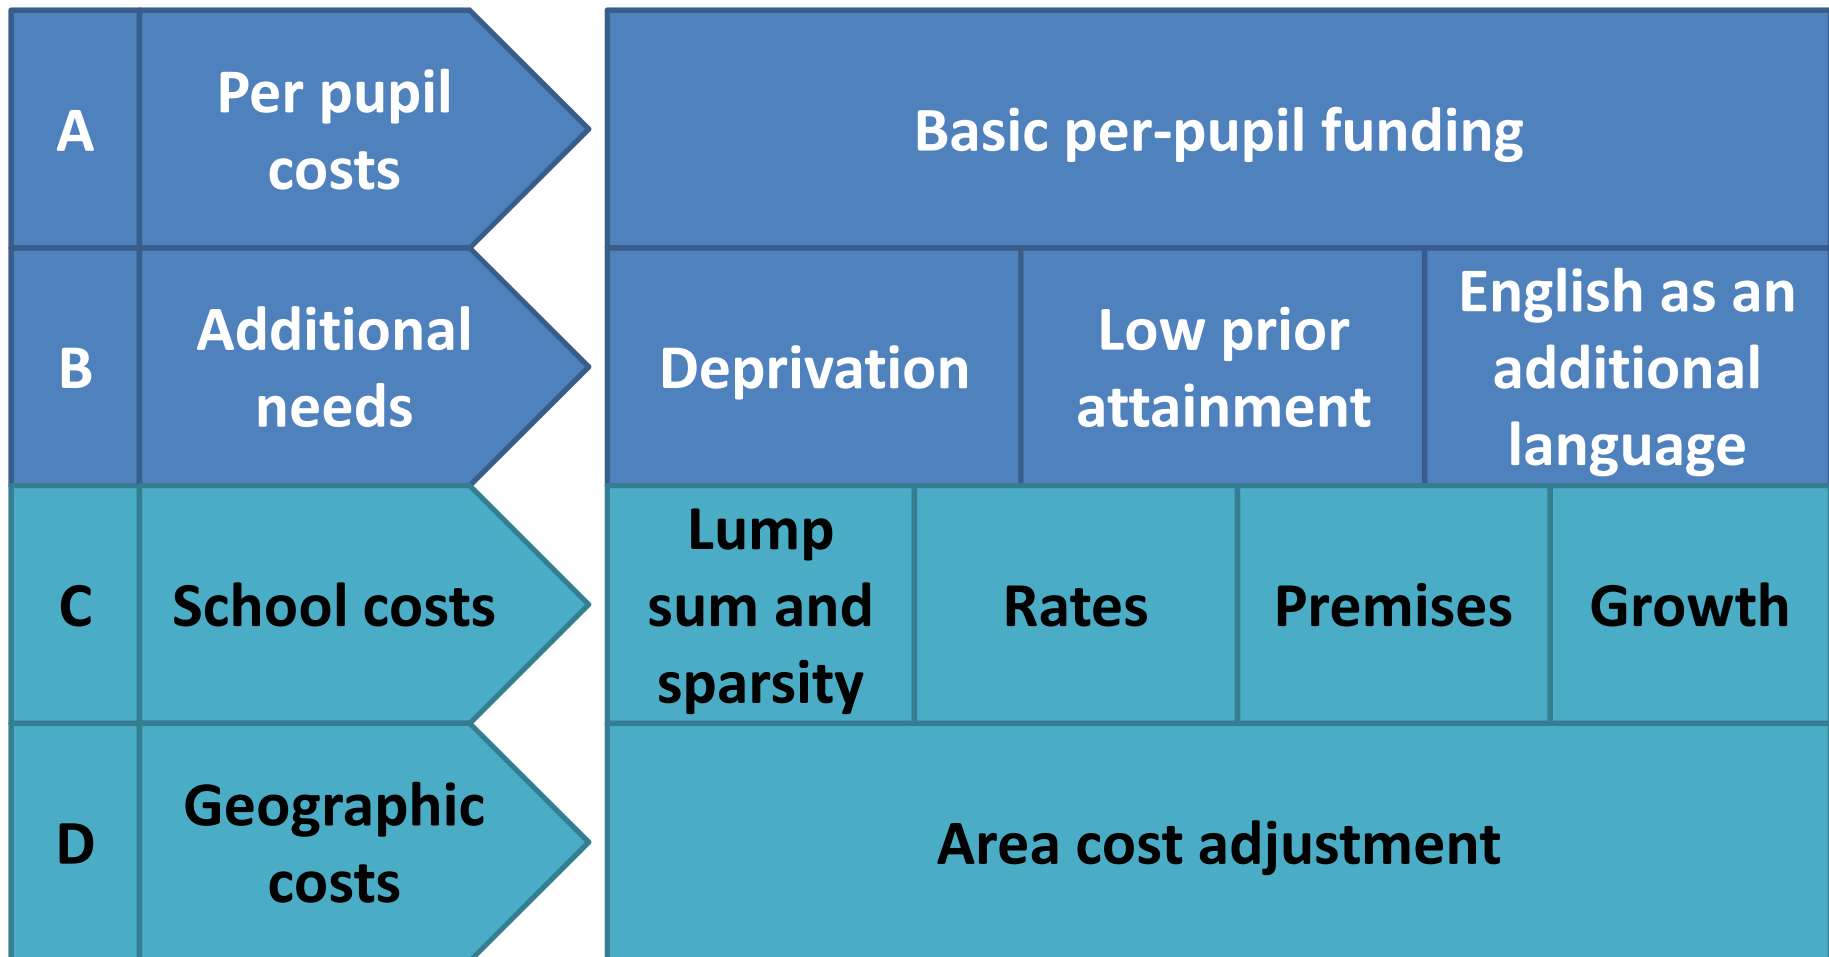 A
Per pupil
costs
Basic per-pupil funding
B
Additional
needs
Deprivation
Low prior
attainment
English as an
additional
language
C
School costs
Lump
sum and
sparsity
Rates
Premises
Growth
D
Geographic
costs
Area cost adjustment